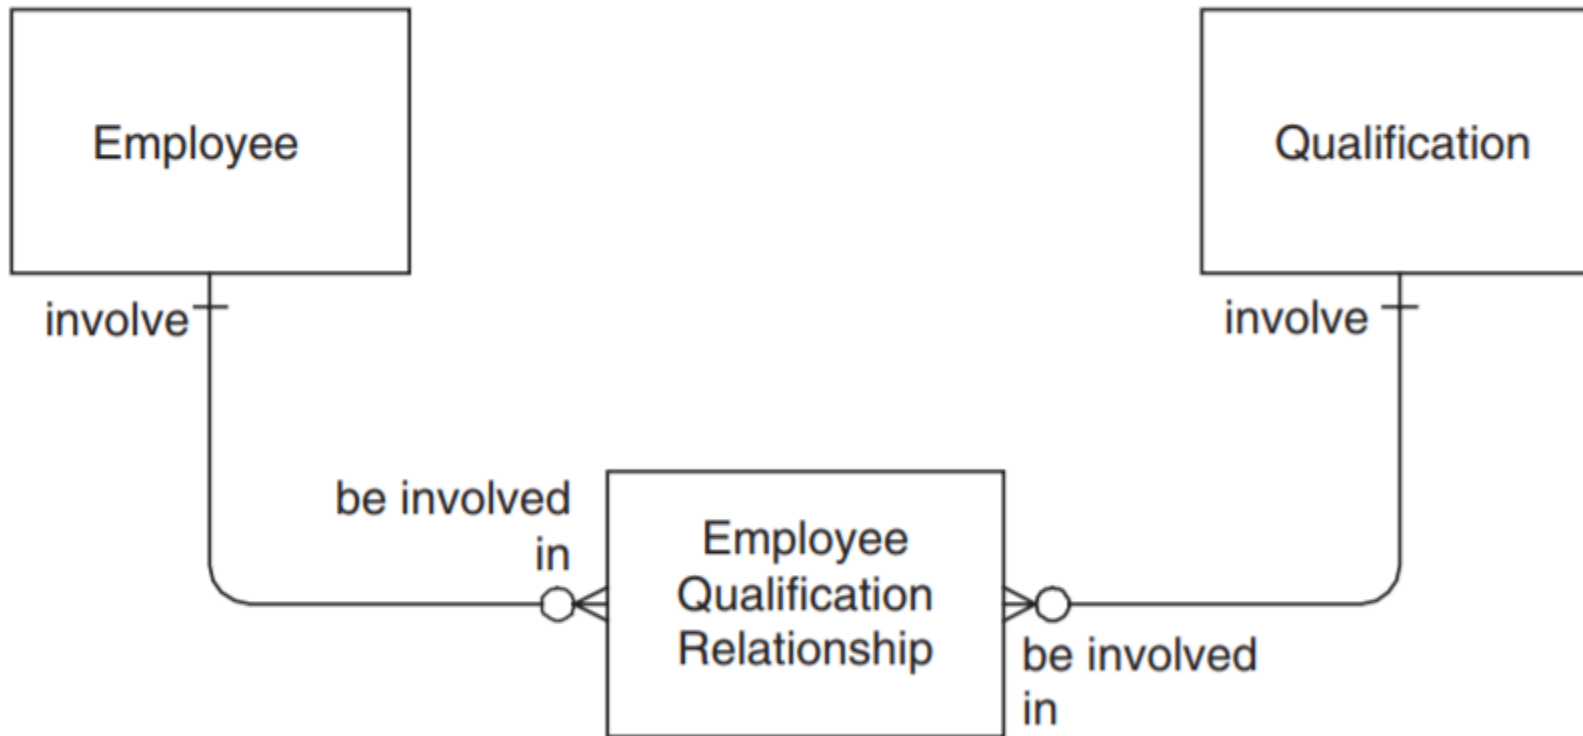 Employee
Qualification
involve
involve
be involved
in
Employee
Qualification
Relationship
be involved
in